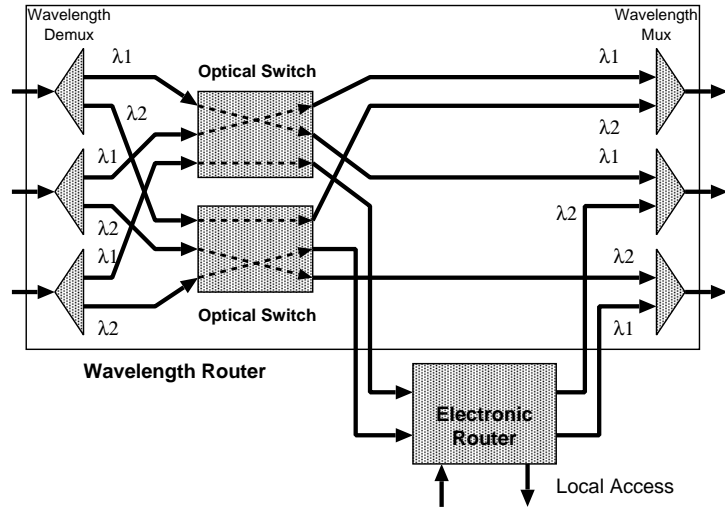 Wavelength
Demux
Wavelength
Mux
λ1
λ1
Optical Switch
λ2
λ2
λ1
λ1
λ2
λ2
λ1
λ2
λ2
Optical Switch
λ1
Wavelength Router
Electronic
Router
Local Access